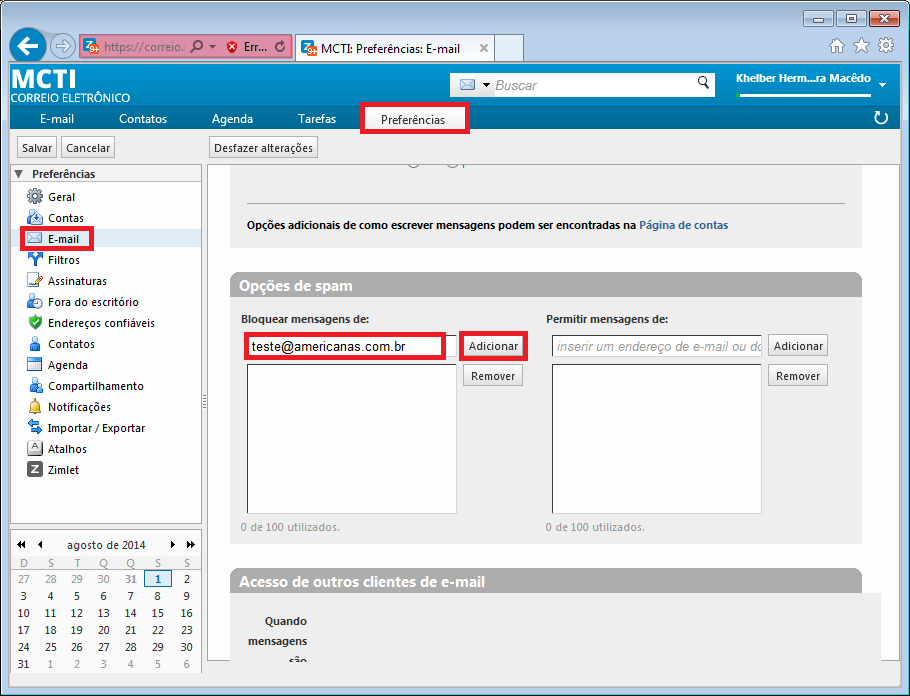 https://correio.
Err...
MCTI: Preferências: E-mail
MCTI
CORREIO ELETRÔNICO
Buscar
Khelber Herm...ra Macêdo
E-mail
Contatos
Agenda
Tarefas
Preferências
Salvar
Cancelar
Desfazer alterações
Preferências
Geral
Contas
E-mail
Filtros
Assinaturas
Fora do escritório
Endereços confiáveis
Contatos
Agenda
Compartilhamento
Notificações
Importar / Exportar
Atalhos
Zimlet
Opções adicionais de como escrever mensagens podem ser encontradas na Página de contas
Opções de spam
Bloquear mensagens de:
teste@americanas.com.br
Adicionar
Remover
0 de 100 utilizados.
Permitir mensagens de:
inserir um endereço de e-mail ou do
Adicionar
Remover
0 de 100 utilizados.
Acesso de outros clientes de e-mail
Quando
mensagens
são
agosto de 2014
D S T Q Q S S
27 28 29 30 31 1 2
3 4 5 6 7 8 9
10 11 12 13 14 15 16
17 18 19 20 21 22 23
24 25 26 27 28 29 30
31 1 2 3 4 5 6